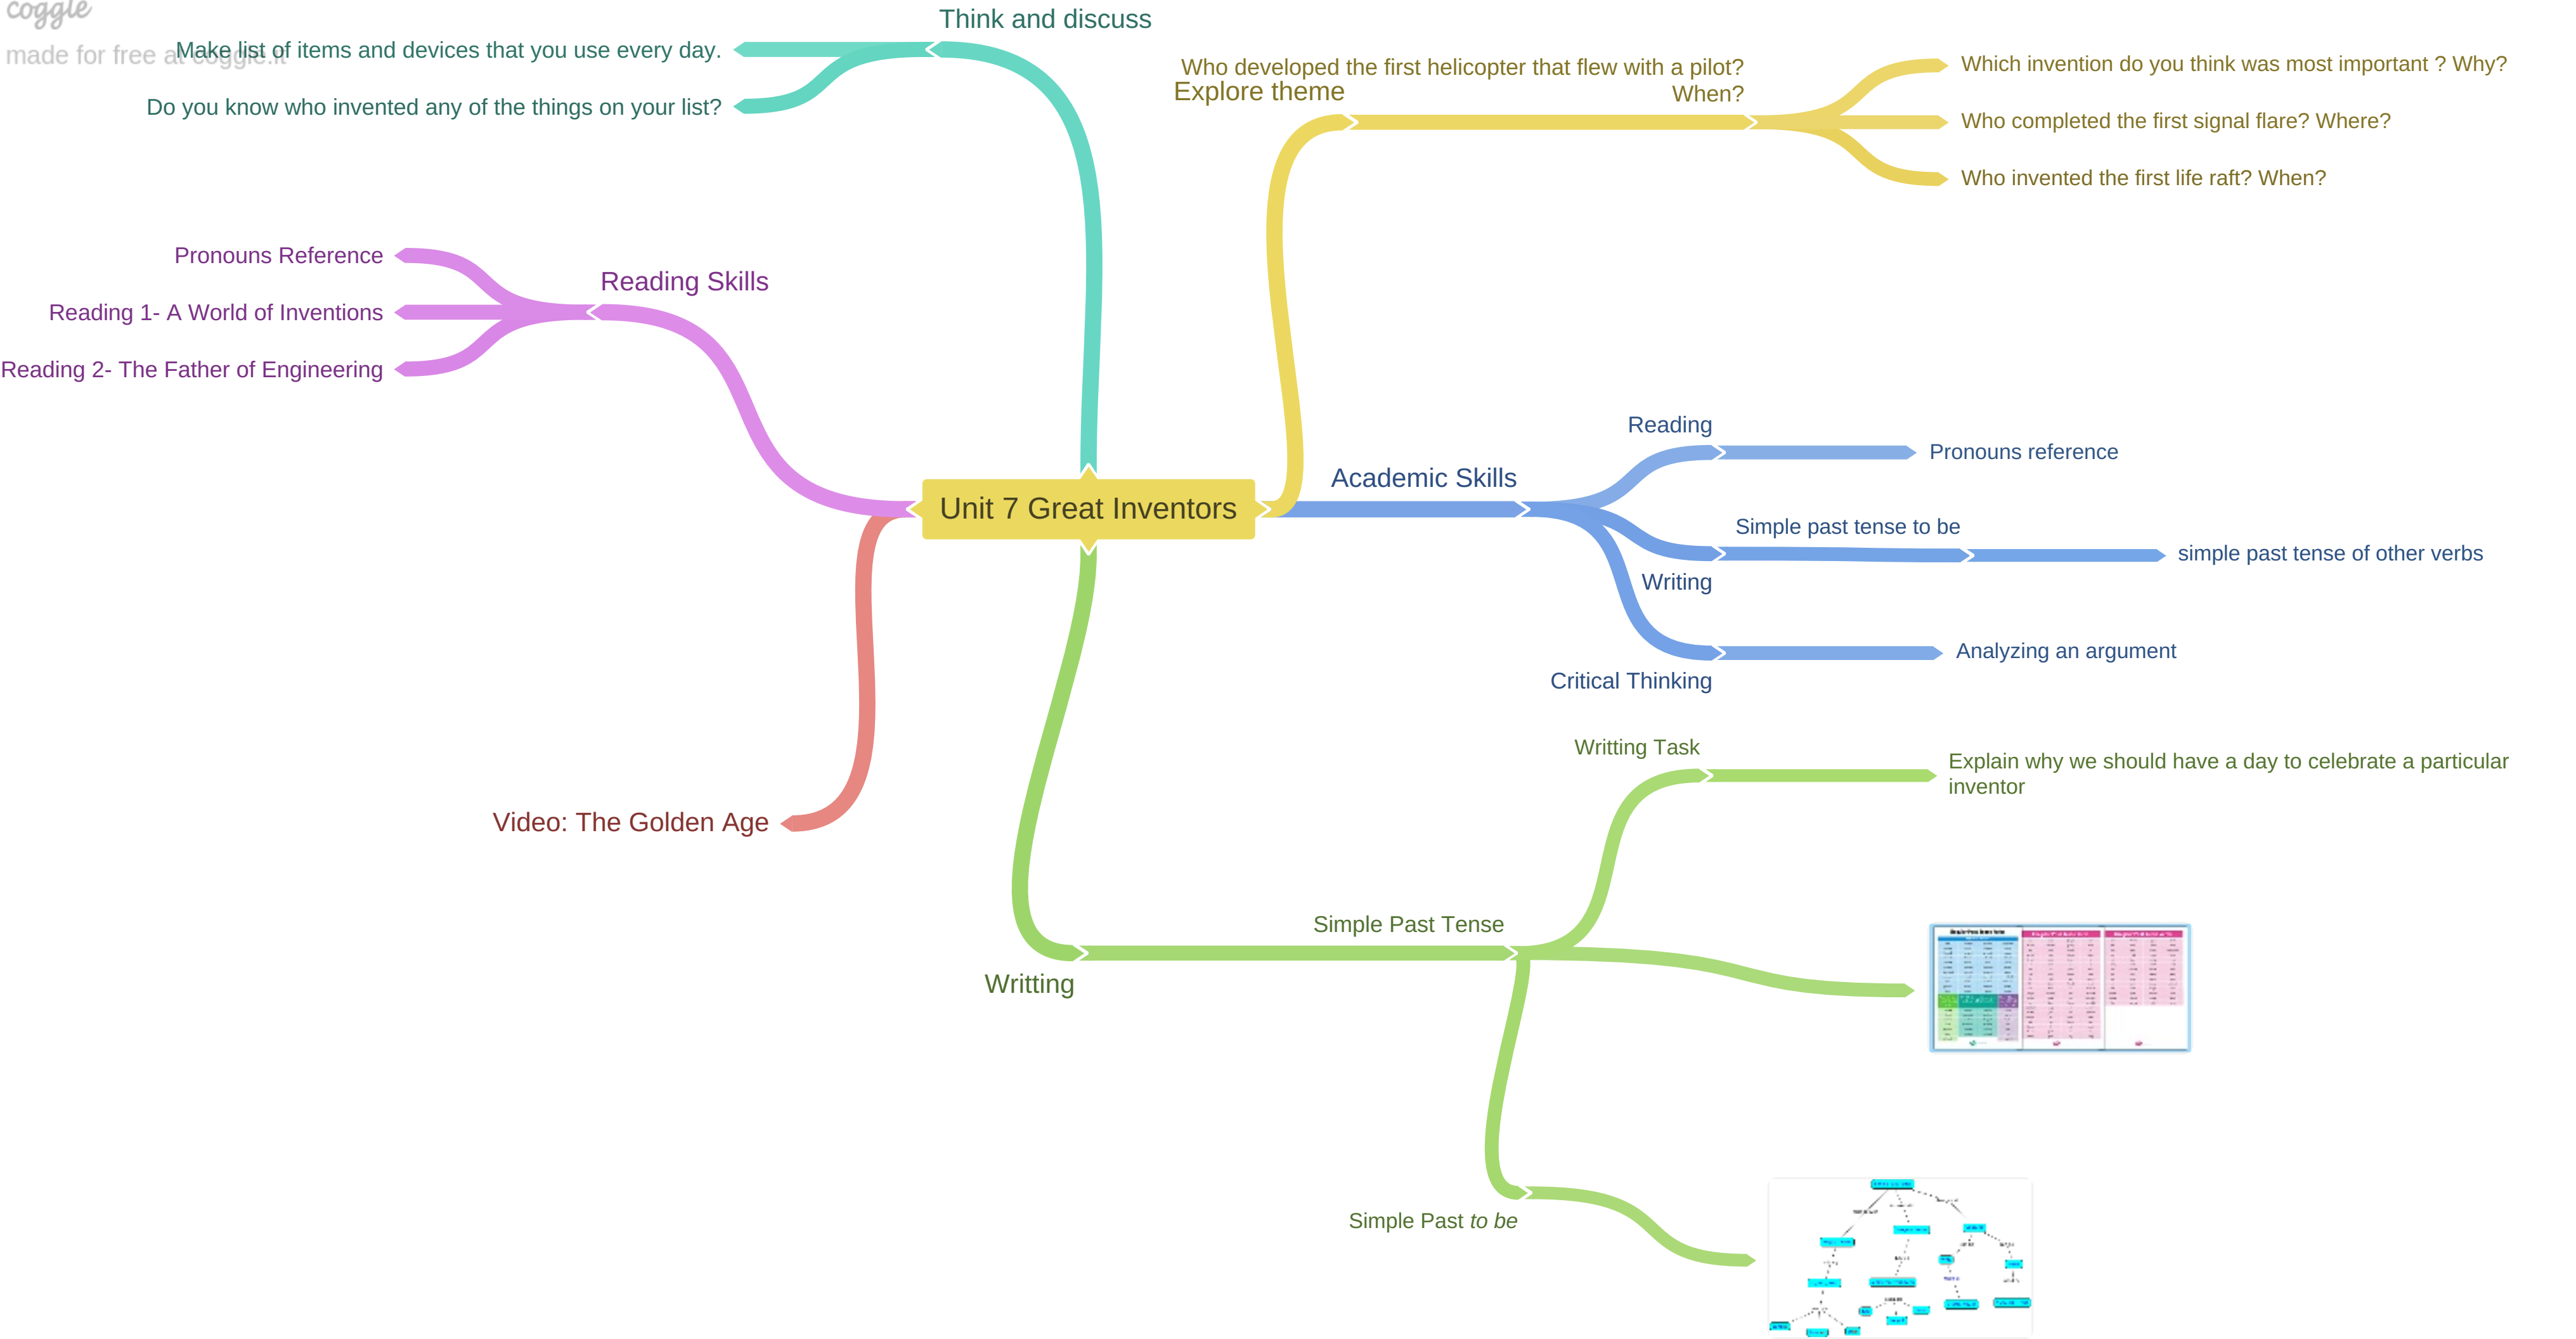 coggle
made for free at coggle.it
Think and discuss
Make list of items and devices that you use every day.
Do you know who invented any of the things on your list?
Who developed the first helicopter that flew with a pilot?
When?
Explore theme
Which invention do you think was most important ? Why?
Who completed the first signal flare? Where?
Who invented the first life raft? When?
Reading Skills
Pronouns Reference
Reading 1- A World of Inventions
Reading 2- The Father of Engineering
Unit 7 Great Inventors
Academic Skills
Reading
Pronouns reference
Simple past tense to be
simple past tense of other verbs
Writing
Critical Thinking
Analyzing an argument
Video: The Golden Age
Writting
Simple Past Tense
Writting Task
Explain why we should have a day to celebrate a particular
inventor
Simple Past to be